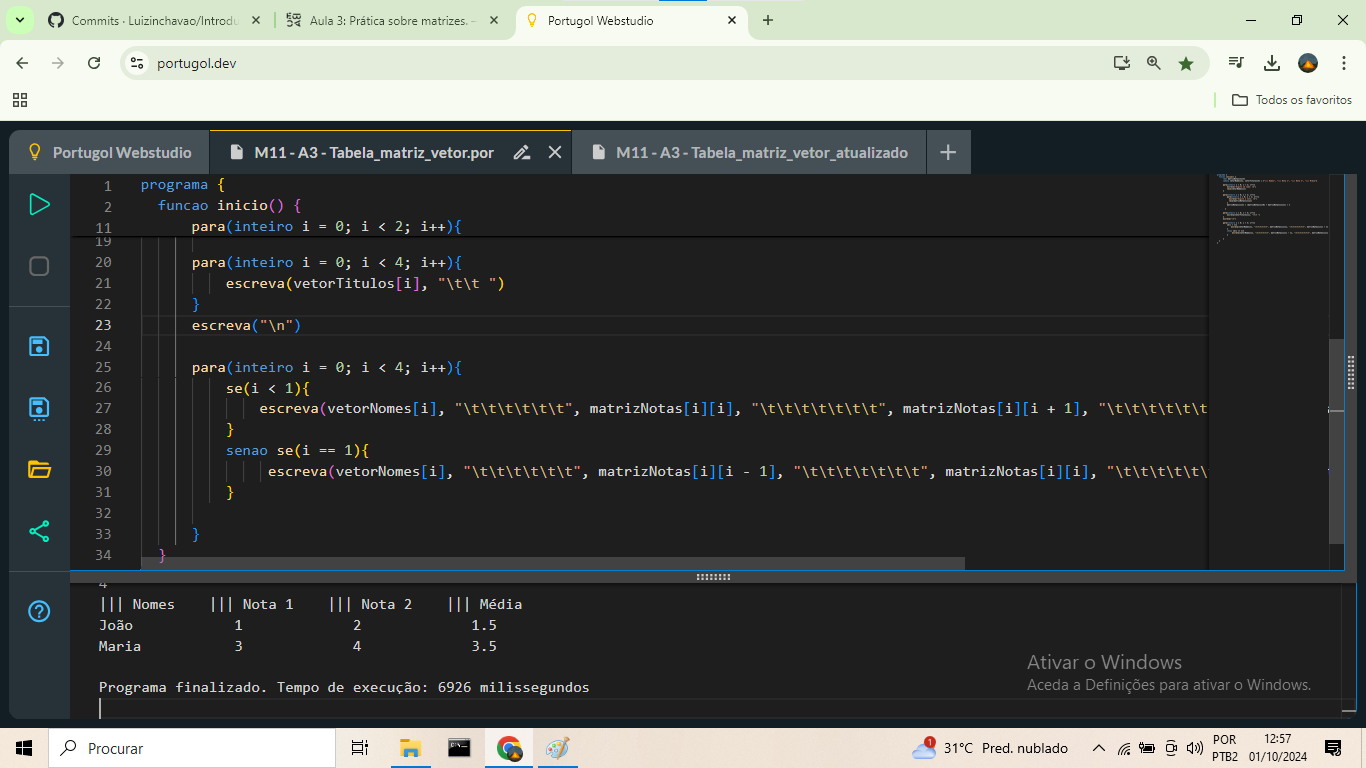 Commits · Luizinchavao/Introdu
Aula 3: Prática sobre matrizes. –
Portugol Webstudio
portugol.dev
Todos os favoritos
Portugol Webstudio
M11 - A3 - Tabela_matriz_vetor.por
M11 - A3 - Tabela_matriz_vetor_atualizado
1 programa {
2 funcao inicio() {
11 para(inteiro i = 0; i < 2; i++){
19
20 para(inteiro i = 0; i < 4; i++){
21 escreva(vetorTitulos[i], "\t\t ")
22 }
23 escreva("\n")
24
25 para(inteiro i = 0; i < 4; i++){
26 se(i < 1){
27 escreva(vetorNomes[i], "\t\t\t\t\t\t", matrizNotas[i][i], "\t\t\t\t\t\t\t", matrizNotas[i][i + 1], "\t\t\t\t\t\t
28 }
29 senao se(i == 1){
30 escreva(vetorNomes[i], "\t\t\t\t\t\t", matrizNotas[i][i - 1], "\t\t\t\t\t\t\t", matrizNotas[i][i], "\t\t\t\t\t\
31 }
32
33 }
34 }
4
||| Nomes ||| Nota 1 ||| Nota 2 ||| Média
João 1 2 1.5
Maria 3 4 3.5
Programa finalizado. Tempo de execução: 6926 milissegundos
Ativar o Windows
Aceda a Definições para ativar o Windows.
Procurar
1
31°C Pred. nublado
POR
PTB2
12:57
01/10/2024